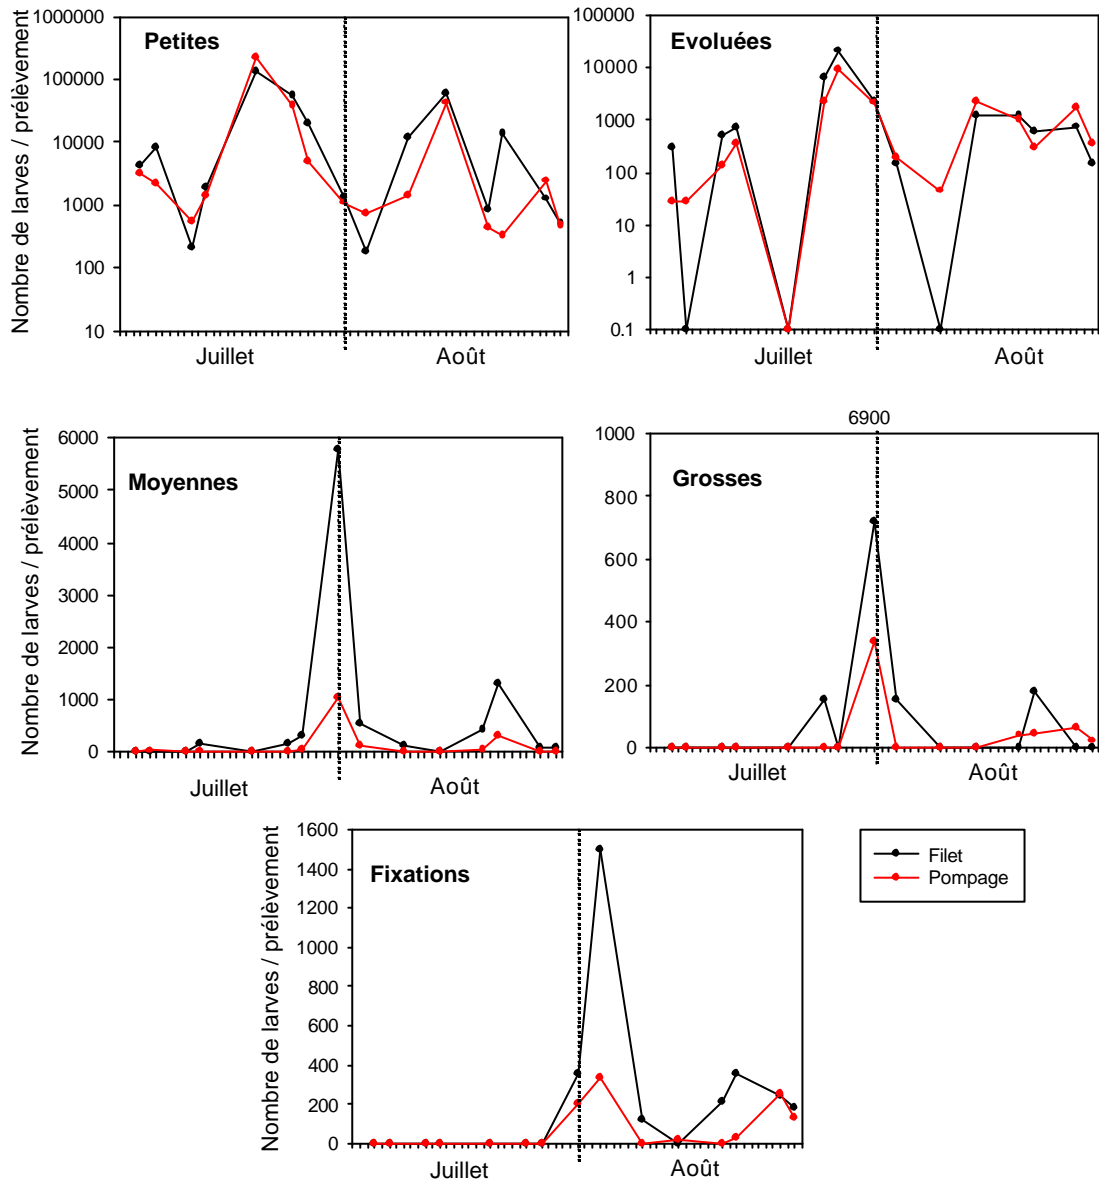 Petites
Nombre de larves / prélèvement
1000000
100000
10000
1000
100
10
Juillet
Août
Evoluées
100000
10000
1000
100
10
1
0.1
Juillet
Août
Moyennes
Nombre de larves / prélèvement
6000
5000
4000
3000
2000
1000
0
Juillet
Août
6900
Grosses
1000
800
600
400
200
0
Juillet
Août
Fixations
Nombre de larves / prélèvement
1600
1400
1200
1000
800
600
400
200
0
Juillet
Août
Filet
Pompage